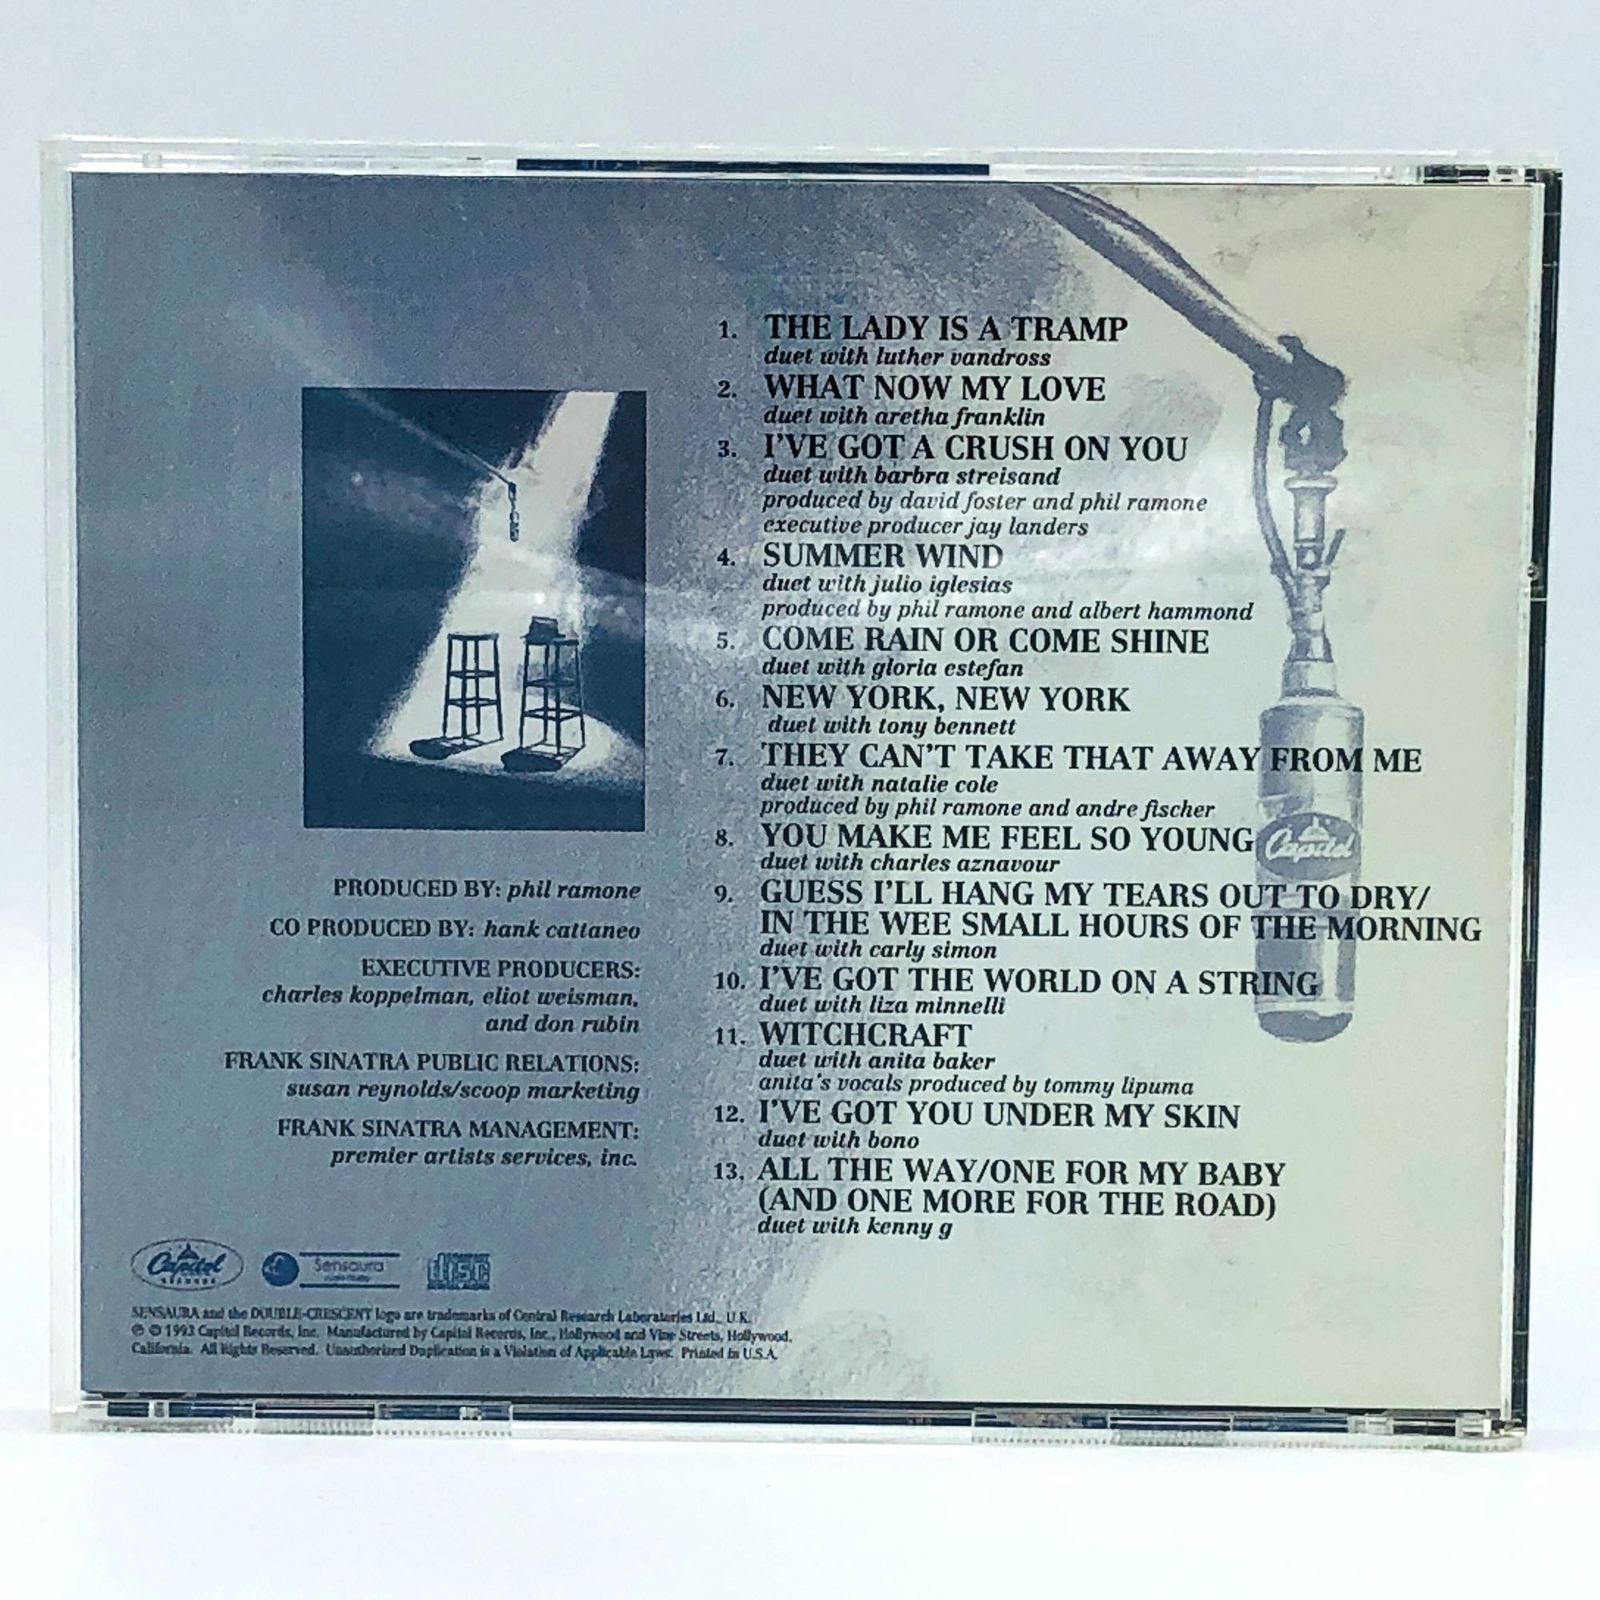 1. THE LADY IS A TRAMP
duet with luther vandross
2. WHAT NOW MY LOVE
duet with aretha franklin
3. I'VE GOT A CRUSH ON YOU
duet with barbra streisand
produced by david foster and phil ramone
executive producer jay landers
4. SUMMER WIND
duet with julio iglesias
produced by phil ramone and albert hammond
5. COME RAIN OR COME SHINE
duet with gloria estefan
6. NEW YORK, NEW YORK
duet with tony bennett
7. THEY CAN'T TAKE THAT AWAY FROM ME
duet with natalie cole
produced by phil ramone and andre fischer
8. YOU MAKE ME FEEL SO YOUNG
duet with charles aznavour
9. GUESS I'LL HANG MY TEARS OUT TO DRY/
IN THE WEE SMALL HOURS OF THE MORNING
duet with carly simon
10. I'VE GOT THE WORLD ON A STRING
duet with liza minnelli
11. WITCHCRAFT
duet with anita baker
anita's vocals produced by tommy lipuma
12. I'VE GOT YOU UNDER MY SKIN
duet with bono
13. ALL THE WAY/ONE FOR MY BABY
(AND ONE MORE FOR THE ROAD)
duet with kenny g
Capitol
PRODUCED BY: phil ramone
CO PRODUCED BY: hank cattaneo
EXECUTIVE PRODUCERS:
charles koppelman, eliot weisman,
and don rubin
FRANK SINATRA PUBLIC RELATIONS:
susan reynolds/scoop marketing
FRANK SINATRA MANAGEMENT:
premier artists services, inc.
Capitol
RECORDS
Sensaura
COMPACT
disc
DIGITAL AUDIO
SENSAURA and the DOUBLE-CRESCENT logo are trademarks of Central Research Laboratories Ltd., U.K.
℗ © 1993 Capitol Records, Inc. Manufactured by Capitol Records, Inc., Hollywood and Vine Streets, Hollywood,
California. All Rights Reserved. Unauthorized Duplication is a Violation of Applicable Laws. Printed in U.S.A.